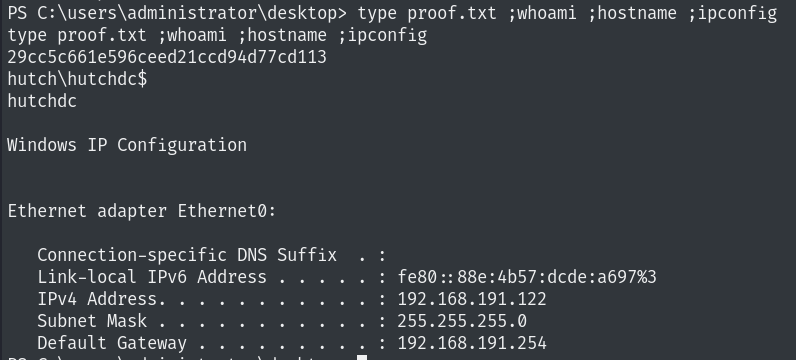 PS C:\users\administrator\desktop> type proof.txt ;whoami ;hostname ;ipconfig
type proof.txt ;whoami ;hostname ;ipconfig
29cc5c661e596ceed21ccd94d77cd113
hutch\hutchdc$
hutchdc
Windows IP Configuration
Ethernet adapter Ethernet0:
Connection-specific DNS Suffix  . :
Link-local IPv6 Address . . . . . : fe80::88e:4b57:dcde:a697%3
IPv4 Address. . . . . . . . . . . : 192.168.191.122
Subnet Mask . . . . . . . . . . . : 255.255.255.0
Default Gateway . . . . . . . . . : 192.168.191.254